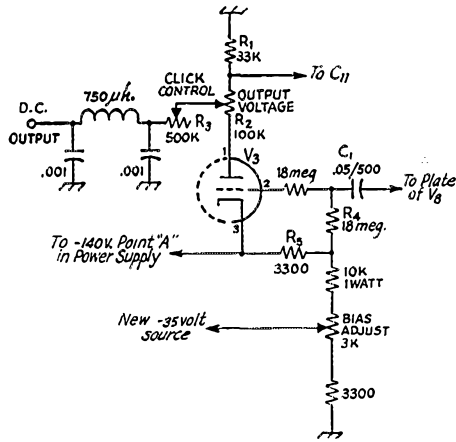 R1
33K
To C11
750 μh.
CLICK
CONTROL
OUTPUT
VOLTAGE
D.C.
OUTPUT
R3
500K
R2
100K
.001
.001
1
V3
2
3
18meg
C1
.05/500
To Plate
of V8
R4
18meg.
To -140v. Point "A"
in Power Supply
R5
3300
10K
1WATT
New -35volt
source
BIAS
ADJUST
3K
3300